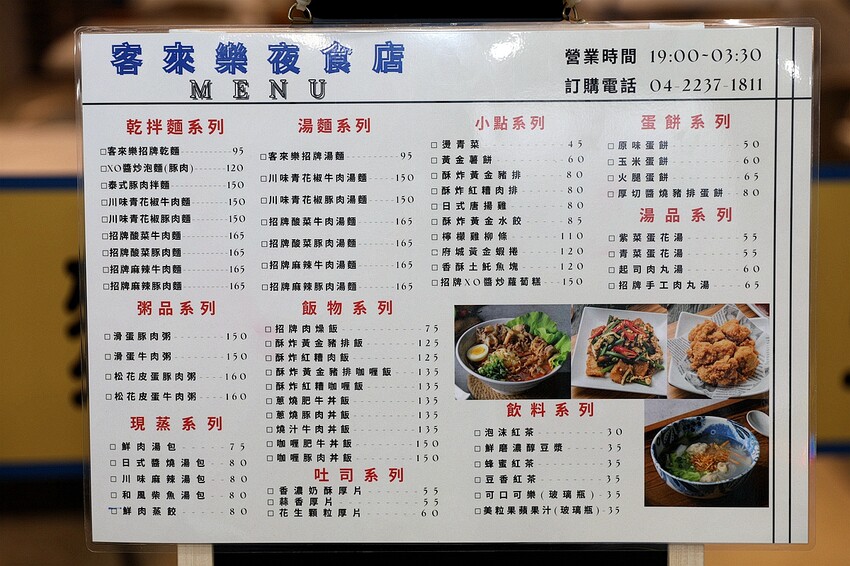 客來樂夜食店
MENU
營業時間 19:00~03:30
訂購電話 04-2237-1811
乾拌麵系列
□客來樂招牌乾麵 95
□XO醬炒泡麵(豚肉) 120
□泰式豚肉拌麵 150
□川味青花椒牛肉麵 150
□川味青花椒豚肉麵 150
□招牌酸菜牛肉麵 165
□招牌酸菜豚肉麵 165
□招牌麻辣牛肉麵 165
□招牌麻辣豚肉麵 165
粥品系列
□滑蛋豚肉粥 150
□滑蛋牛肉粥 150
□松花皮蛋豚肉粥 160
□松花皮蛋牛肉粥 160
現蒸系列
□鮮肉湯包 75
□日式醬燒湯包 80
□川味麻辣湯包 80
□和風柴魚湯包 80
□鮮肉蒸餃 80
湯麵系列
□客來樂招牌湯麵 95
□川味青花椒牛肉湯麵 150
□川味青花椒豚肉湯麵 150
□招牌酸菜牛肉湯麵 165
□招牌酸菜豚肉湯麵 165
□招牌麻辣牛肉湯麵 165
□招牌麻辣豚肉湯麵 165
飯物系列
□招牌肉燥飯 75
□酥炸黃金豬排飯 125
□酥炸紅糟肉飯 125
□酥炸黃金豬排咖喱飯 135
□酥炸紅糟咖喱飯 135
□蔥燒肥牛丼飯 135
□蔥燒豚肉丼飯 135
□燒汁牛肉丼飯 135
□咖喱肥牛丼飯 150
□咖喱豚肉丼飯 150
吐司系列
□香濃奶酥厚片 55
□蒜香厚片 55
□花生顆粒厚片 60
小點系列
□燙青菜 45
□黃金薯餅 60
□酥炸黃金豬排 80
□酥炸紅糟肉排 80
□日式唐揚雞 80
□酥炸黃金水餃 85
□檸檬雞柳條 110
□府城黃金蝦捲 120
□香酥土魠魚塊 120
□招牌XO醬炒蘿蔔糕 150
蛋餅系列
□原味蛋餅 50
□玉米蛋餅 60
□火腿蛋餅 65
□厚切醬燒豬排蛋餅 80
湯品系列
□紫菜蛋花湯 55
□青菜蛋花湯 55
□起司肉丸湯 60
□招牌手工肉丸湯 65
飲料系列
□泡沫紅茶 30
□鮮磨濃醇豆漿 35
□蜂蜜紅茶 35
□豆香紅茶 35
□可口可樂(玻璃瓶) 35
□美粒果蘋果汁(玻璃瓶) 35